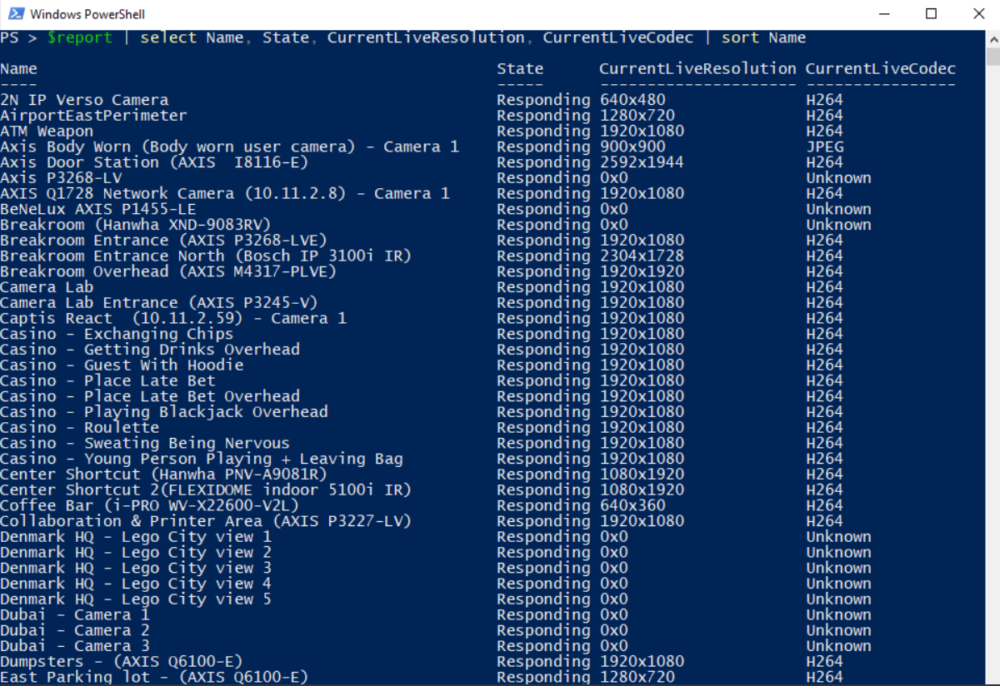 Windows PowerShell
PS > $report | select Name, State, CurrentLiveResolution, CurrentLiveCodec | sort Name
Name State CurrentLiveResolution CurrentLiveCodec
---- ----- --------------------- ----------------
2N IP Verso Camera Responding 640x480 H264
AirportEastPerimeter Responding 1280x720 H264
ATM Weapon Responding 1920x1080 H264
Axis Body Worn (Body worn user camera) - Camera 1 Responding 900x900 JPEG
Axis Door Station (AXIS  I8116-E) Responding 2592x1944 H264
Axis P3268-LV Responding 0x0 Unknown
AXIS Q1728 Network Camera (10.11.2.8) - Camera 1 Responding 1920x1080 H264
BeNeLux AXIS P1455-LE Responding 0x0 Unknown
Breakroom (Hanwha XND-9083RV) Responding 0x0 Unknown
Breakroom Entrance (AXIS P3268-LVE) Responding 1920x1080 H264
Breakroom Entrance North (Bosch IP 3100i IR) Responding 2304x1728 H264
Breakroom Overhead (AXIS M4317-PLVE) Responding 1920x1920 H264
Camera Lab Responding 1920x1080 H264
Camera Lab Entrance (AXIS P3245-V) Responding 1920x1080 H264
Captis React  (10.11.2.59) - Camera 1 Responding 1920x1080 H264
Casino - Exchanging Chips Responding 1920x1080 H264
Casino - Getting Drinks Overhead Responding 1920x1080 H264
Casino - Guest With Hoodie Responding 1920x1080 H264
Casino - Place Late Bet Responding 1920x1080 H264
Casino - Place Late Bet Overhead Responding 1920x1080 H264
Casino - Playing Blackjack Overhead Responding 1920x1080 H264
Casino - Roulette Responding 1920x1080 H264
Casino - Sweating Being Nervous Responding 1920x1080 H264
Casino - Young Person Playing + Leaving Bag Responding 1920x1080 H264
Center Shortcut (Hanwha PNV-A9081R) Responding 1080x1920 H264
Center Shortcut 2(FLEXIDOME indoor 5100i IR) Responding 1080x1920 H264
Coffee Bar (i-PRO WV-X22600-V2L) Responding 640x360 H264
Collaboration & Printer Area (AXIS P3227-LV) Responding 1920x1080 H264
Denmark HQ - Lego City view 1 Responding 0x0 Unknown
Denmark HQ - Lego City view 2 Responding 0x0 Unknown
Denmark HQ - Lego City view 3 Responding 0x0 Unknown
Denmark HQ - Lego City view 4 Responding 0x0 Unknown
Denmark HQ - Lego City view 5 Responding 0x0 Unknown
Dubai - Camera 1 Responding 0x0 Unknown
Dubai - Camera 2 Responding 0x0 Unknown
Dubai - Camera 3 Responding 0x0 Unknown
Dumpsters - (AXIS Q6100-E) Responding 1920x1080 H264
East Parking lot - (AXIS Q6100-E) Responding 1280x720 H264